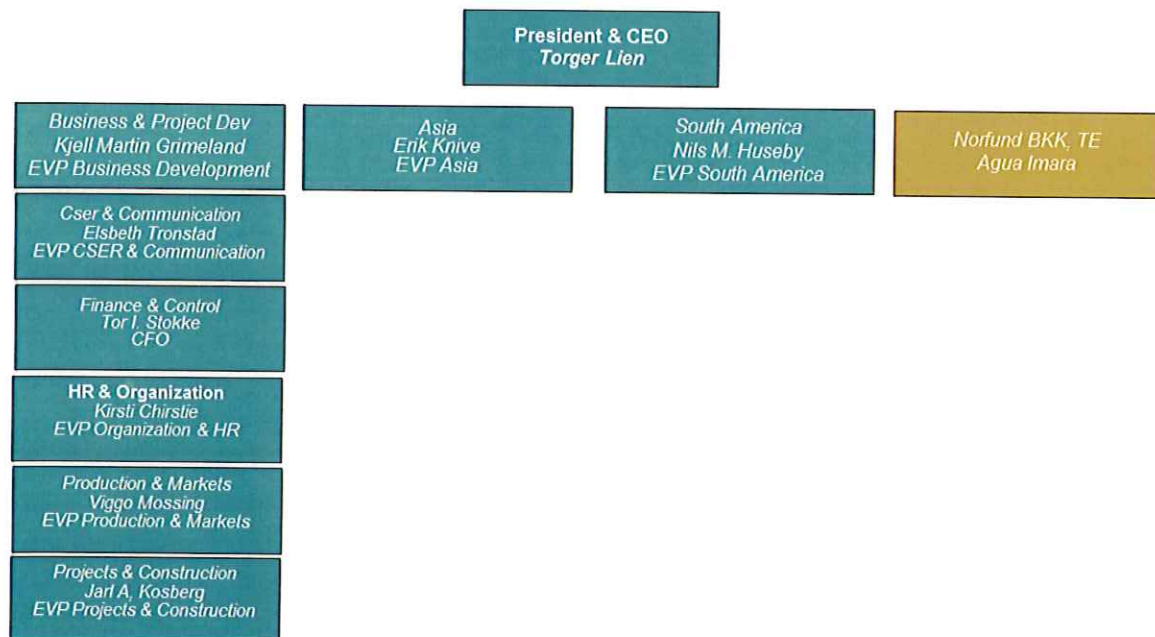 President & CEO
Torger Lien
Business & Project Dev
Kjell Martin Grimeland
EVP Business Development
Asia
Erik Knive
EVP Asia
South America
Nils M. Huseby
EVP South America
Norfund BKK, TE
Agua Imara
Cser & Communication
Elsbeth Tronstad
EVP CSER & Communication
Finance & Control
Tor I. Stokke
CFO
HR & Organization
Kirsti Chirstie
EVP Organization & HR
Production & Markets
Viggo Mossing
EVP Production & Markets
Projects & Construction
Jarl A, Kosberg
EVP Projects & Construction